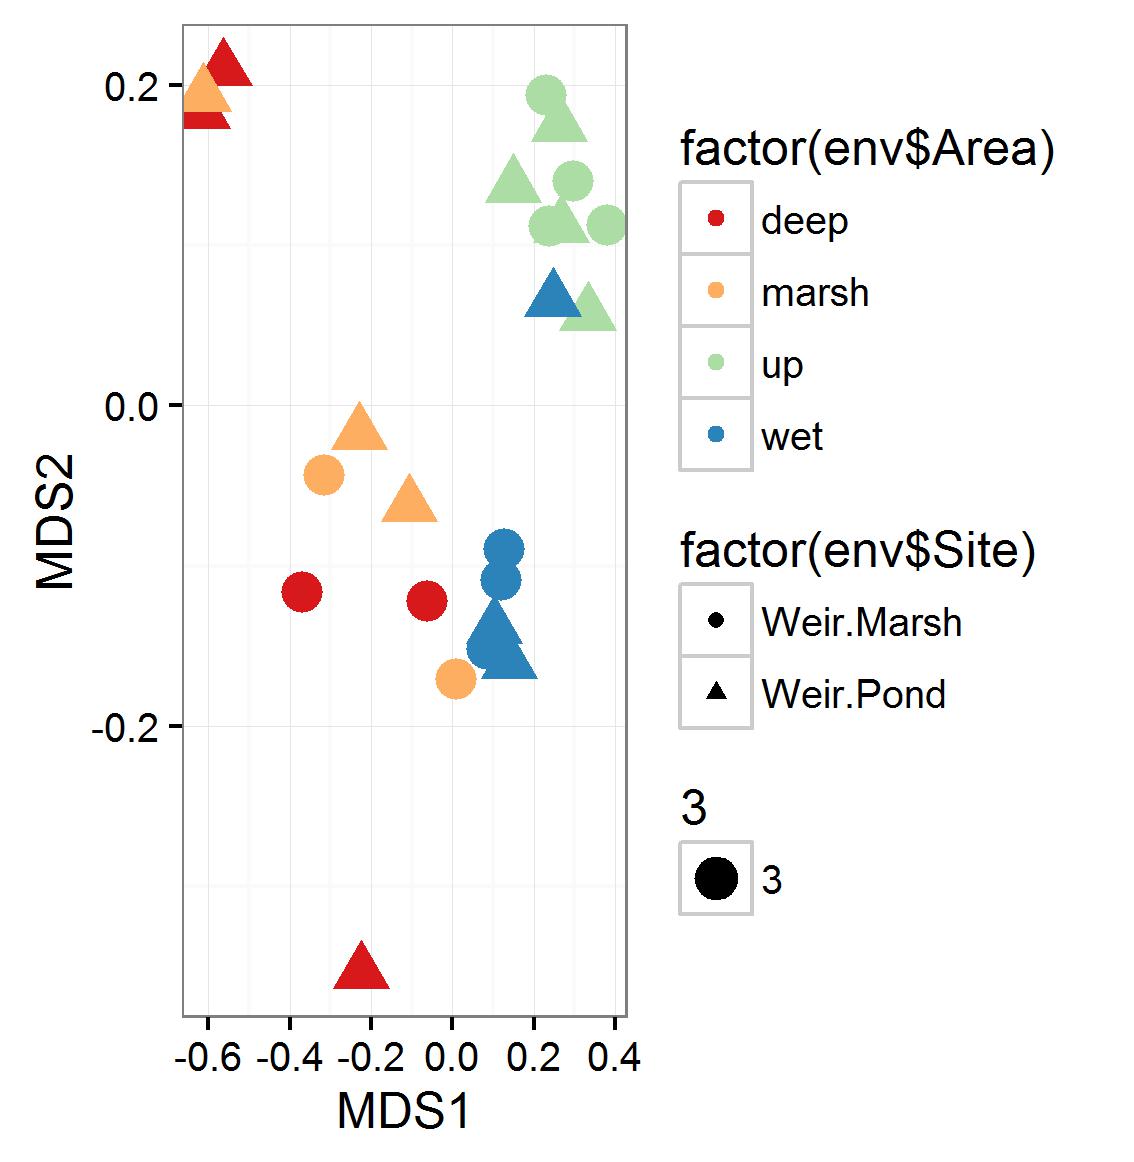 0.2
0.0
-0.2
MDS2
-0.6 -0.4 -0.2 0.0 0.2 0.4
MDS1
factor(env$Area)
deep
marsh
up
wet
factor(env$Site)
Weir.Marsh
Weir.Pond
3
3